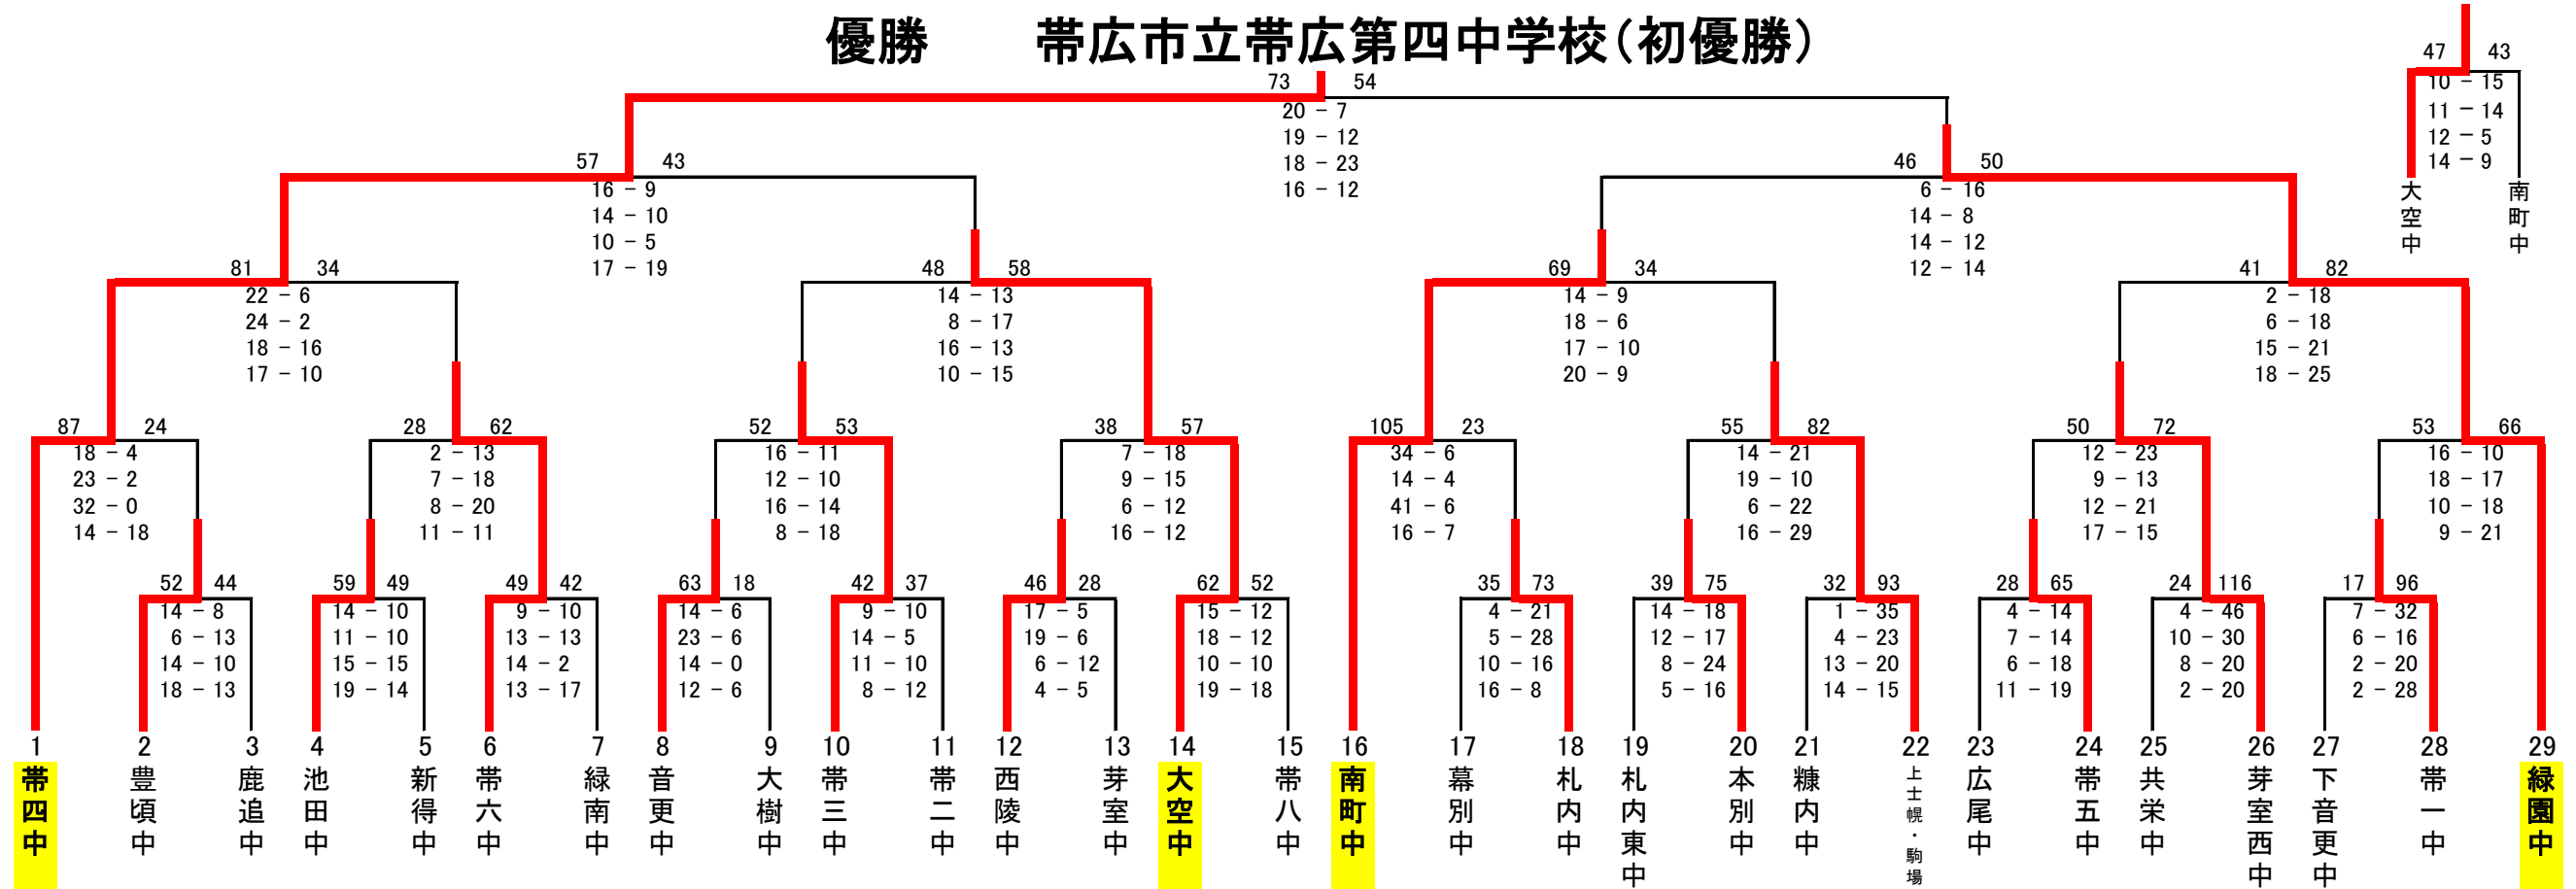 優勝　　帯広市立帯広第四中学校（初優勝）
47 43
10 － 15
11 － 14
12 － 5
14 － 9
大空中
南町中
73 54
20 － 7
19 － 12
18 － 23
16 － 12
57 43
16 － 9
14 － 10
10 － 5
17 － 19
46 50
6 － 16
14 － 8
14 － 12
12 － 14
81 34
22 － 6
24 － 2
18 － 16
17 － 10
48 58
14 － 13
8 － 17
16 － 13
10 － 15
69 34
14 － 9
18 － 6
17 － 10
20 － 9
41 82
2 － 18
6 － 18
15 － 21
18 － 25
87 24
18 － 4
23 － 2
32 － 0
14 － 18
28 62
2 － 13
7 － 18
8 － 20
11 － 11
52 53
16 － 11
12 － 10
16 － 14
8 － 18
38 57
7 － 18
9 － 15
6 － 12
16 － 12
105 23
34 － 6
14 － 4
41 － 6
16 － 7
55 82
14 － 21
19 － 10
6 － 22
16 － 29
50 72
12 － 23
9 － 13
12 － 21
17 － 15
53 66
16 － 10
18 － 17
10 － 18
9 － 21
52 44
14 － 8
6 － 13
14 － 10
18 － 13
59 49
14 － 10
11 － 10
15 － 15
19 － 14
49 42
9 － 10
13 － 13
14 － 2
13 － 17
63 18
14 － 6
23 － 6
14 － 0
12 － 6
42 37
9 － 10
14 － 5
11 － 10
8 － 12
46 28
17 － 5
19 － 6
6 － 12
4 － 5
62 52
15 － 12
18 － 12
10 － 10
19 － 18
35 73
4 － 21
5 － 28
10 － 16
16 － 8
39 75
14 － 18
12 － 17
8 － 24
5 － 16
32 93
1 － 35
4 － 23
13 － 20
14 － 15
28 65
4 － 14
7 － 14
6 － 18
11 － 19
24 116
4 － 46
10 － 30
8 － 20
2 － 20
17 96
7 － 32
6 － 16
2 － 20
2 － 28
1 帯四中
2 豊頃中
3 鹿追中
4 池田中
5 新得中
6 帯六中
7 緑南中
8 音更中
9 大樹中
10 帯三中
11 帯二中
12 西陵中
13 芽室中
14 大空中
15 帯八中
16 南町中
17 幕別中
18 札内中
19 札内東中
20 本別中
21 糠内中
22 上士幌・駒場
23 広尾中
24 帯五中
25 共栄中
26 芽室西中
27 下音更中
28 帯一中
29 緑園中